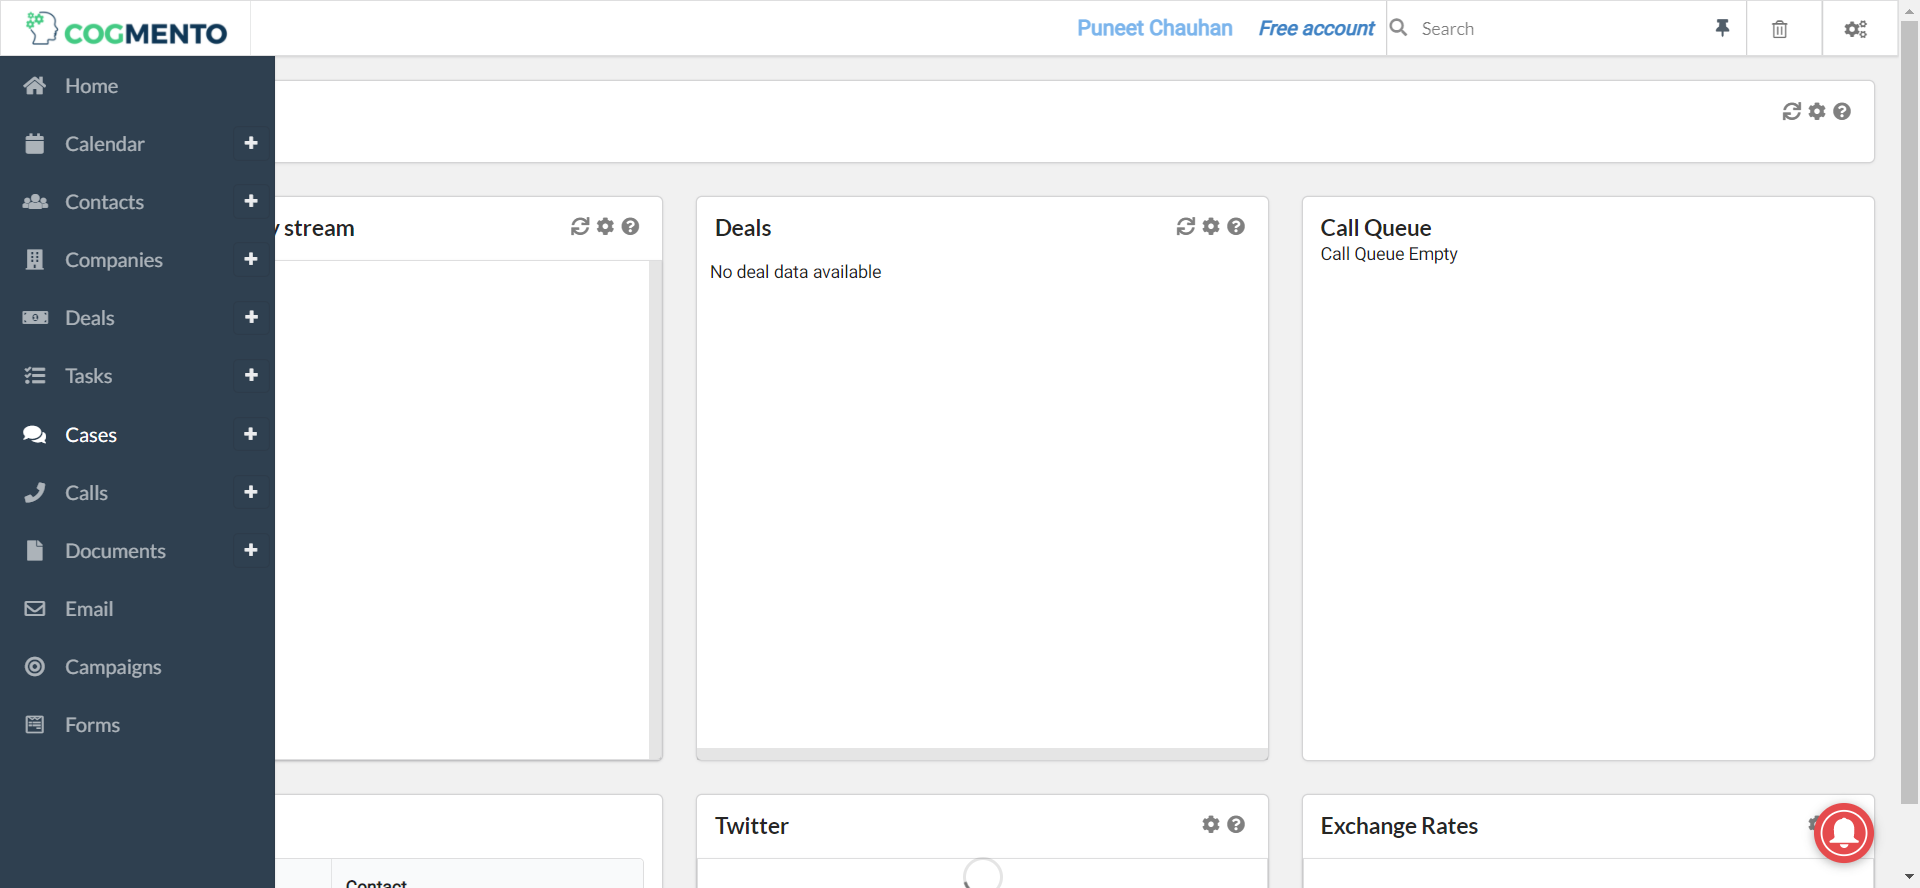 COGMENTO
Puneet Chauhan
Free account
Search
Home
Calendar
Contacts
Companies
Deals
Tasks
Cases
Calls
Documents
Email
Campaigns
Forms
stream
Deals
No deal data available
Call Queue
Call Queue Empty
Contact
Twitter
Exchange Rates